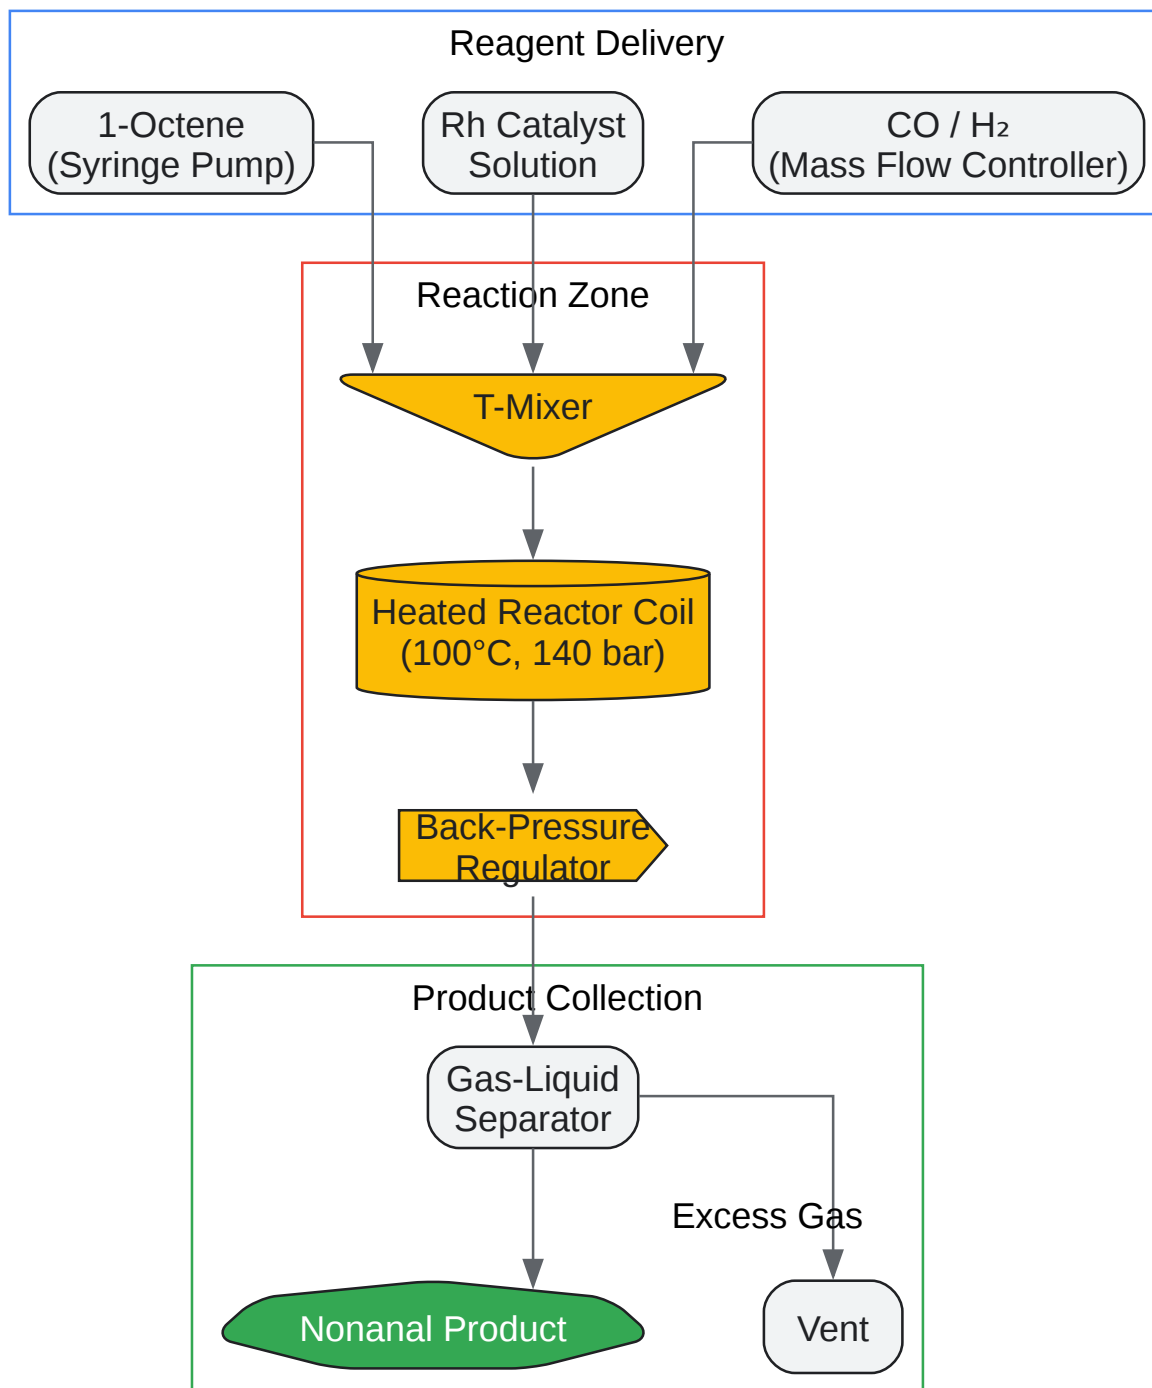 Reagent Delivery
1-Octene
(Syringe Pump)
Rh Catalyst
Solution
CO / H₂
(Mass Flow Controller)
Reaction Zone
T-Mixer
Heated Reactor Coil
(100°C, 140 bar)
Back-Pressure
Regulator
Product Collection
Gas-Liquid
Separator
Excess Gas
Nonanal Product
Vent